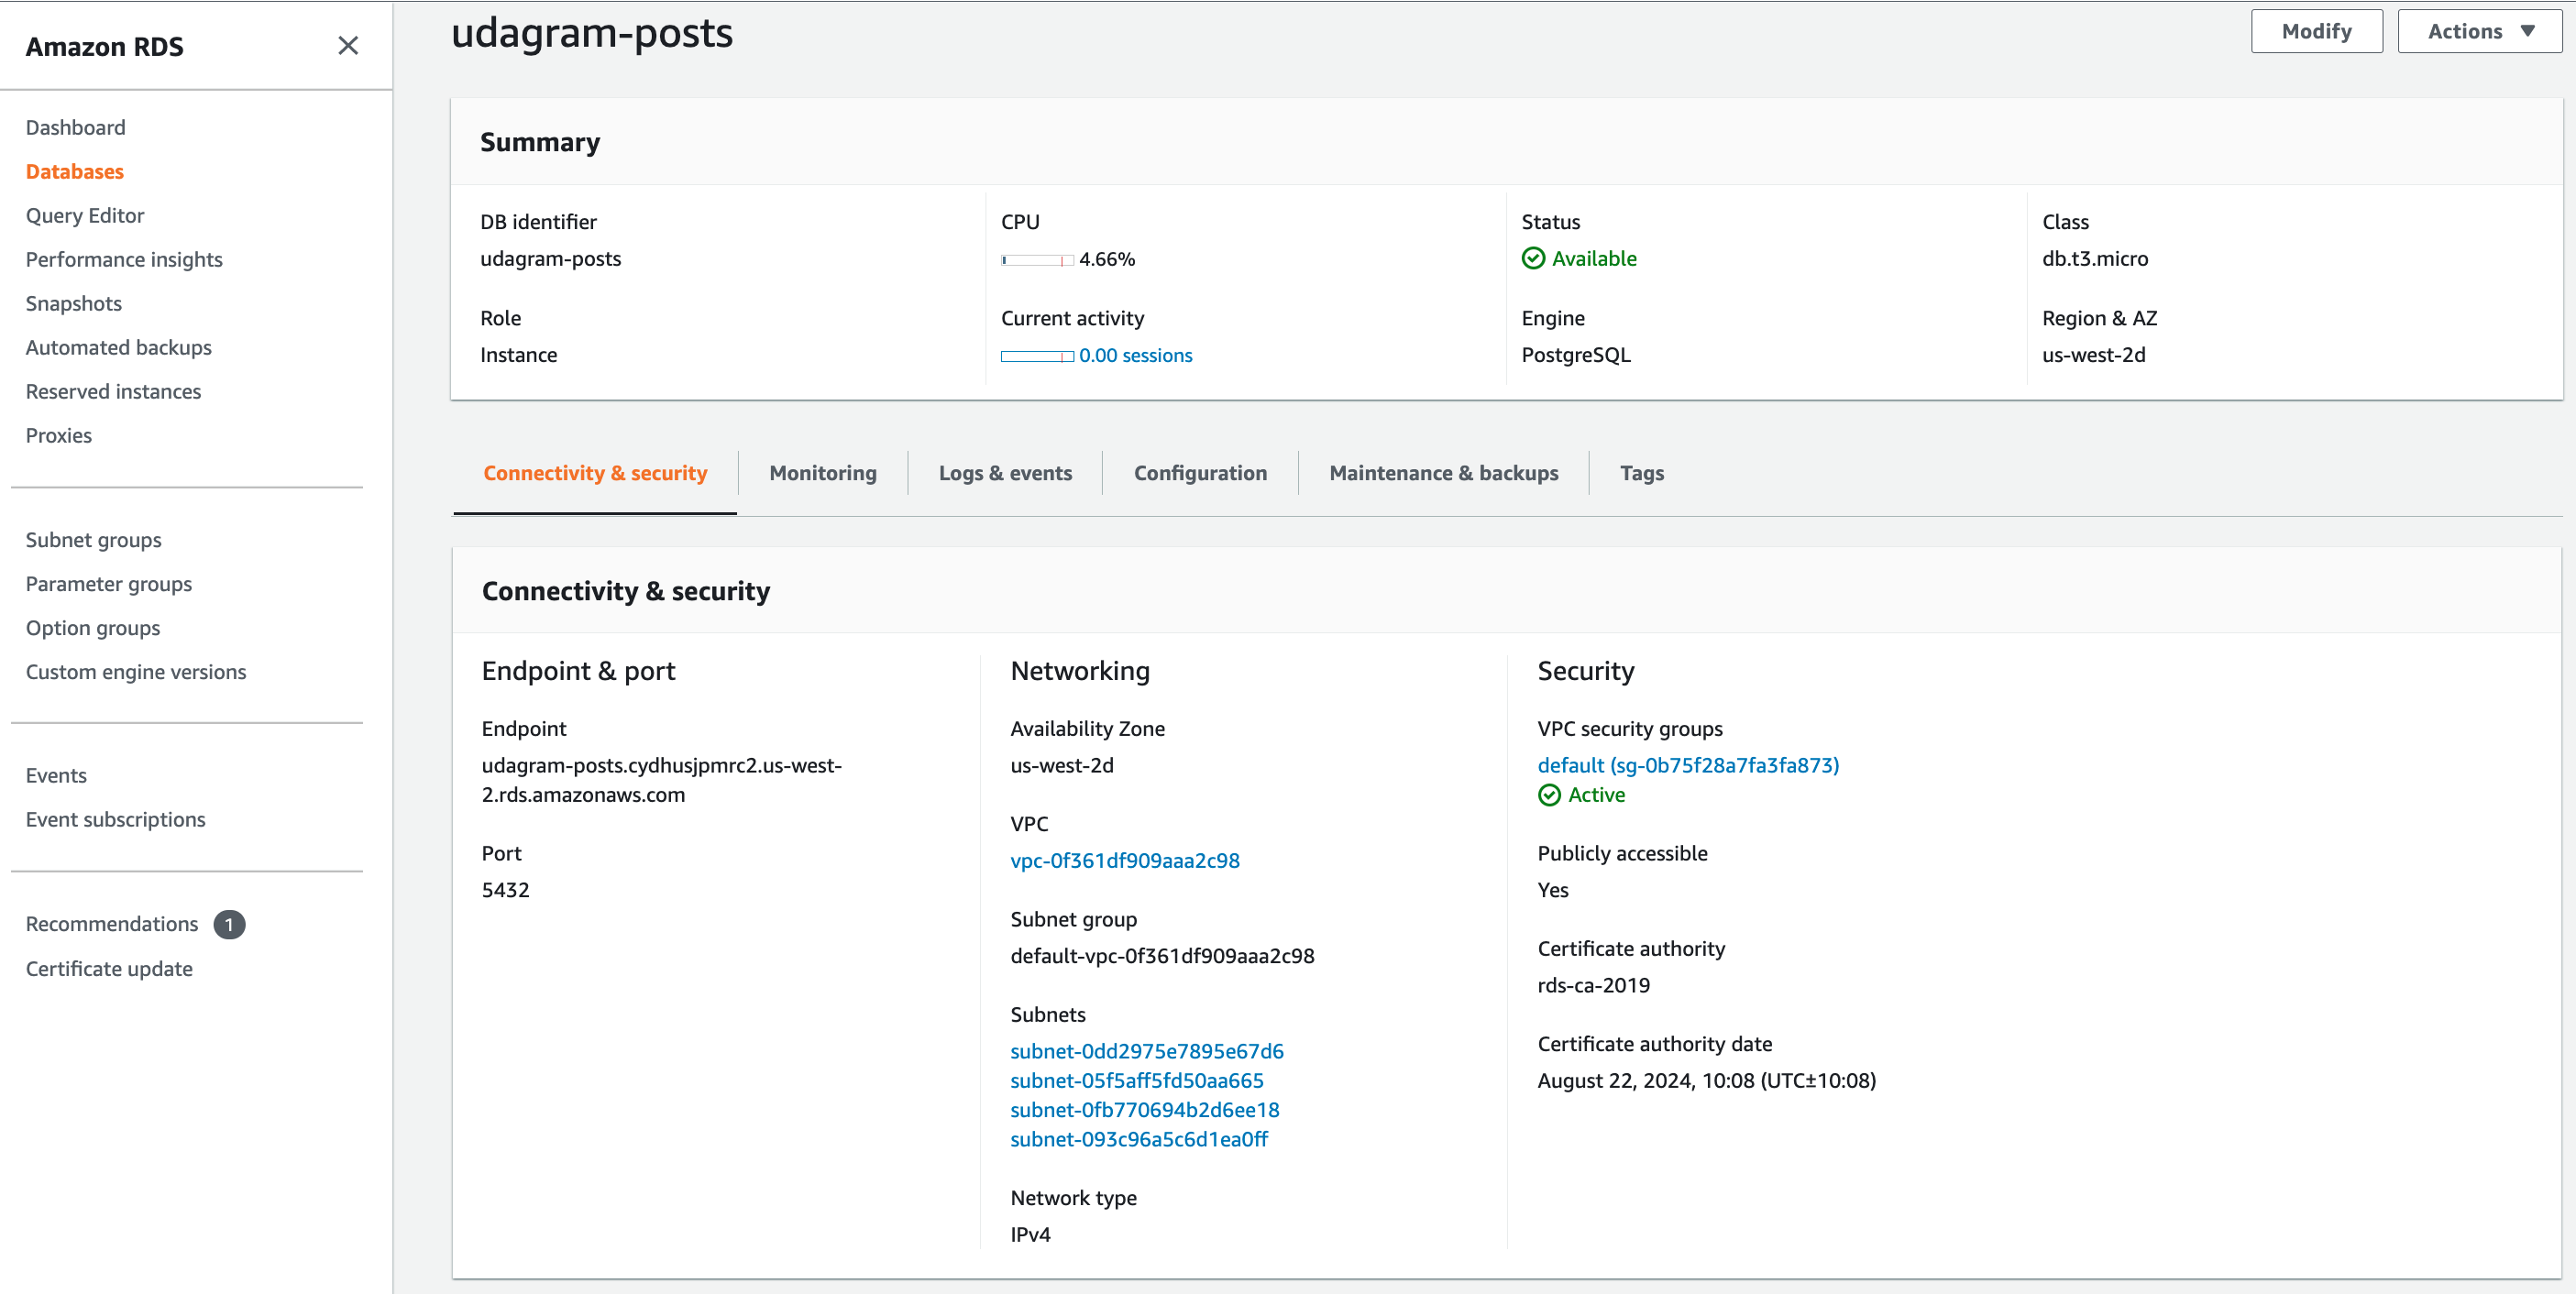 Amazon RDS
Dashboard
Databases
Query Editor
Performance insights
Snapshots
Automated backups
Reserved instances
Proxies
Subnet groups
Parameter groups
Option groups
Custom engine versions
Events
Event subscriptions
Recommendations 1
Certificate update
udagram-posts
Modify
Actions
Summary
DB identifier
udagram-posts
Role
Instance
CPU
4.66%
Current activity
0.00 sessions
Status
Available
Engine
PostgreSQL
Class
db.t3.micro
Region & AZ
us-west-2d
Connectivity & security
Monitoring
Logs & events
Configuration
Maintenance & backups
Tags
Connectivity & security
Endpoint & port
Endpoint
udagram-posts.cydhusjpmrc2.us-west-
2.rds.amazonaws.com
Port
5432
Networking
Availability Zone
us-west-2d
VPC
vpc-0f361df909aaa2c98
Subnet group
default-vpc-0f361df909aaa2c98
Subnets
subnet-0dd2975e7895e67d6
subnet-05f5aff5fd50aa665
subnet-0fb770694b2d6ee18
subnet-093c96a5c6d1ea0ff
Network type
IPv4
Security
VPC security groups
default (sg-0b75f28a7fa3fa873)
Active
Publicly accessible
Yes
Certificate authority
rds-ca-2019
Certificate authority date
August 22, 2024, 10:08 (UTC±10:08)